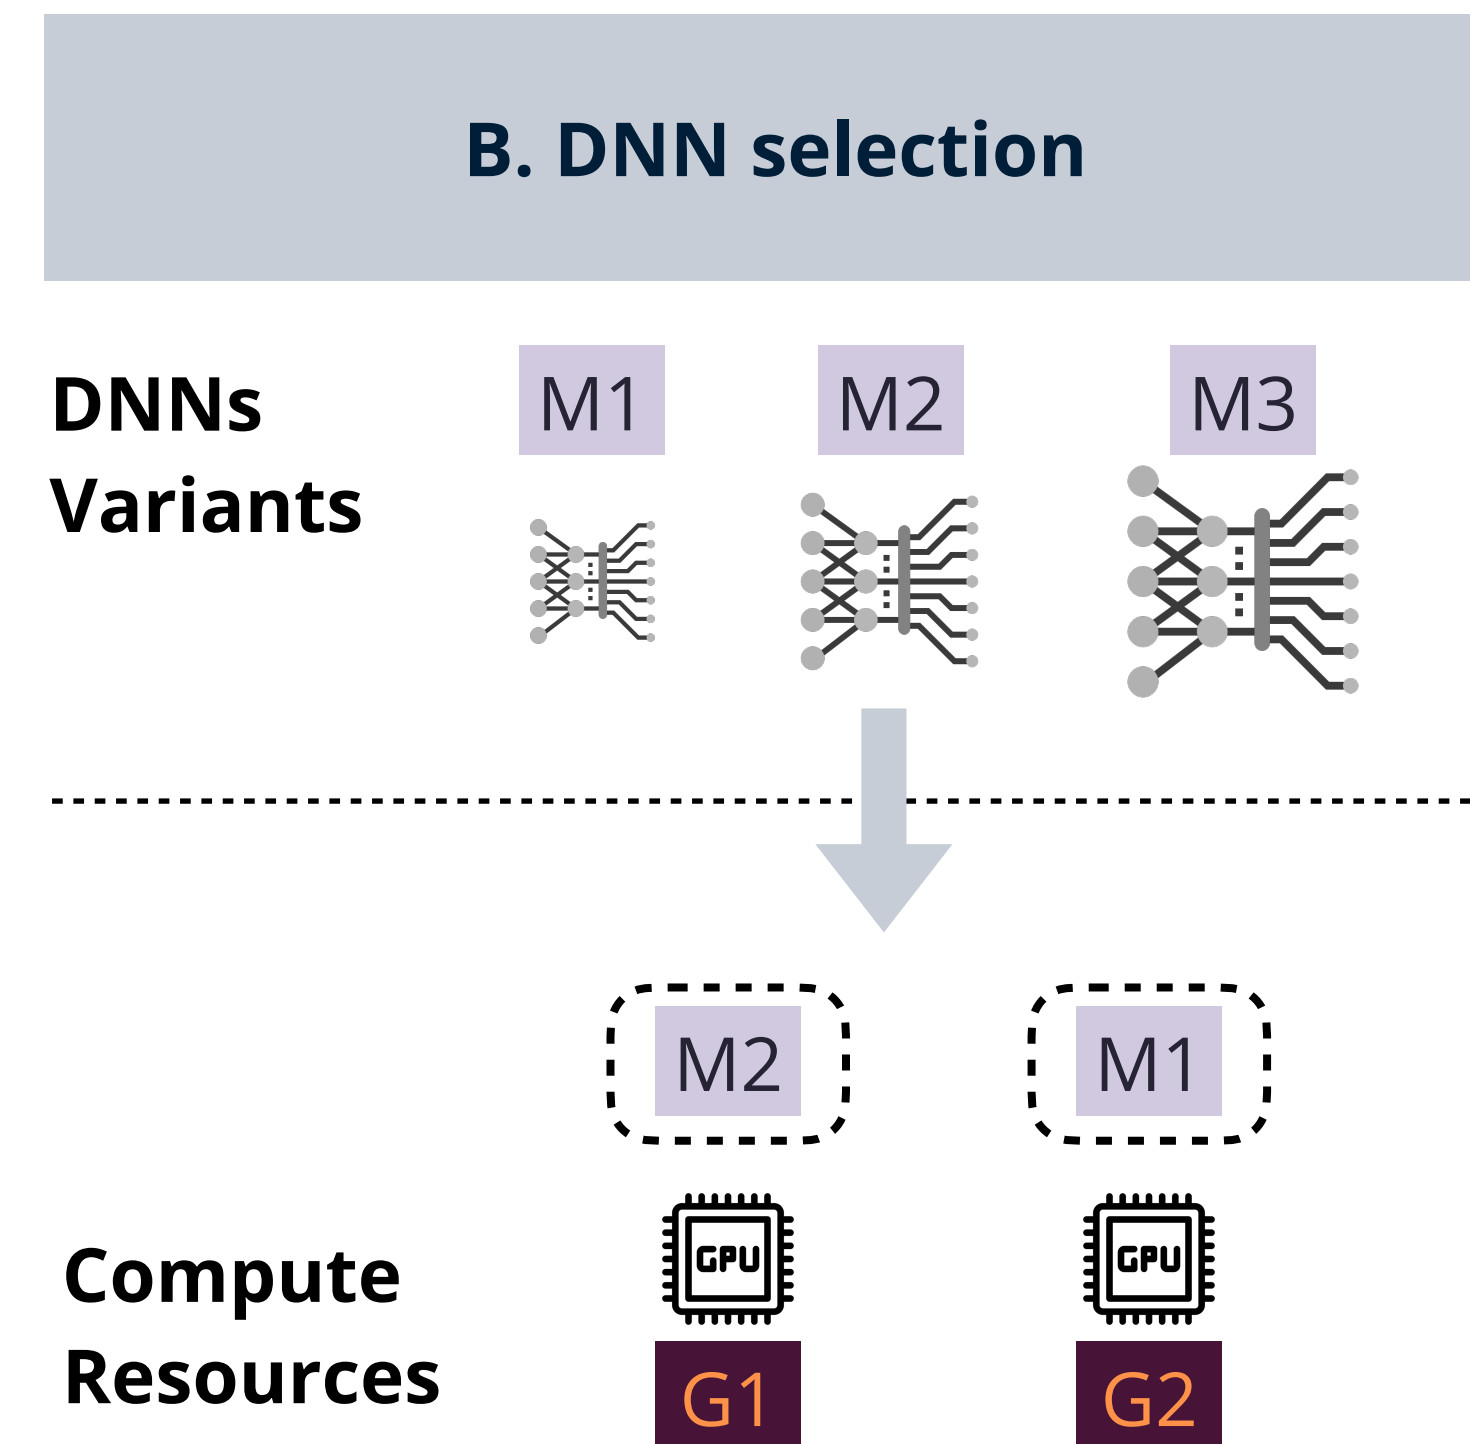 B. DNN selection
DNNs
Variants
M1 M2 M3
M2 M1
GPU GPU
Compute
Resources
G1 G2